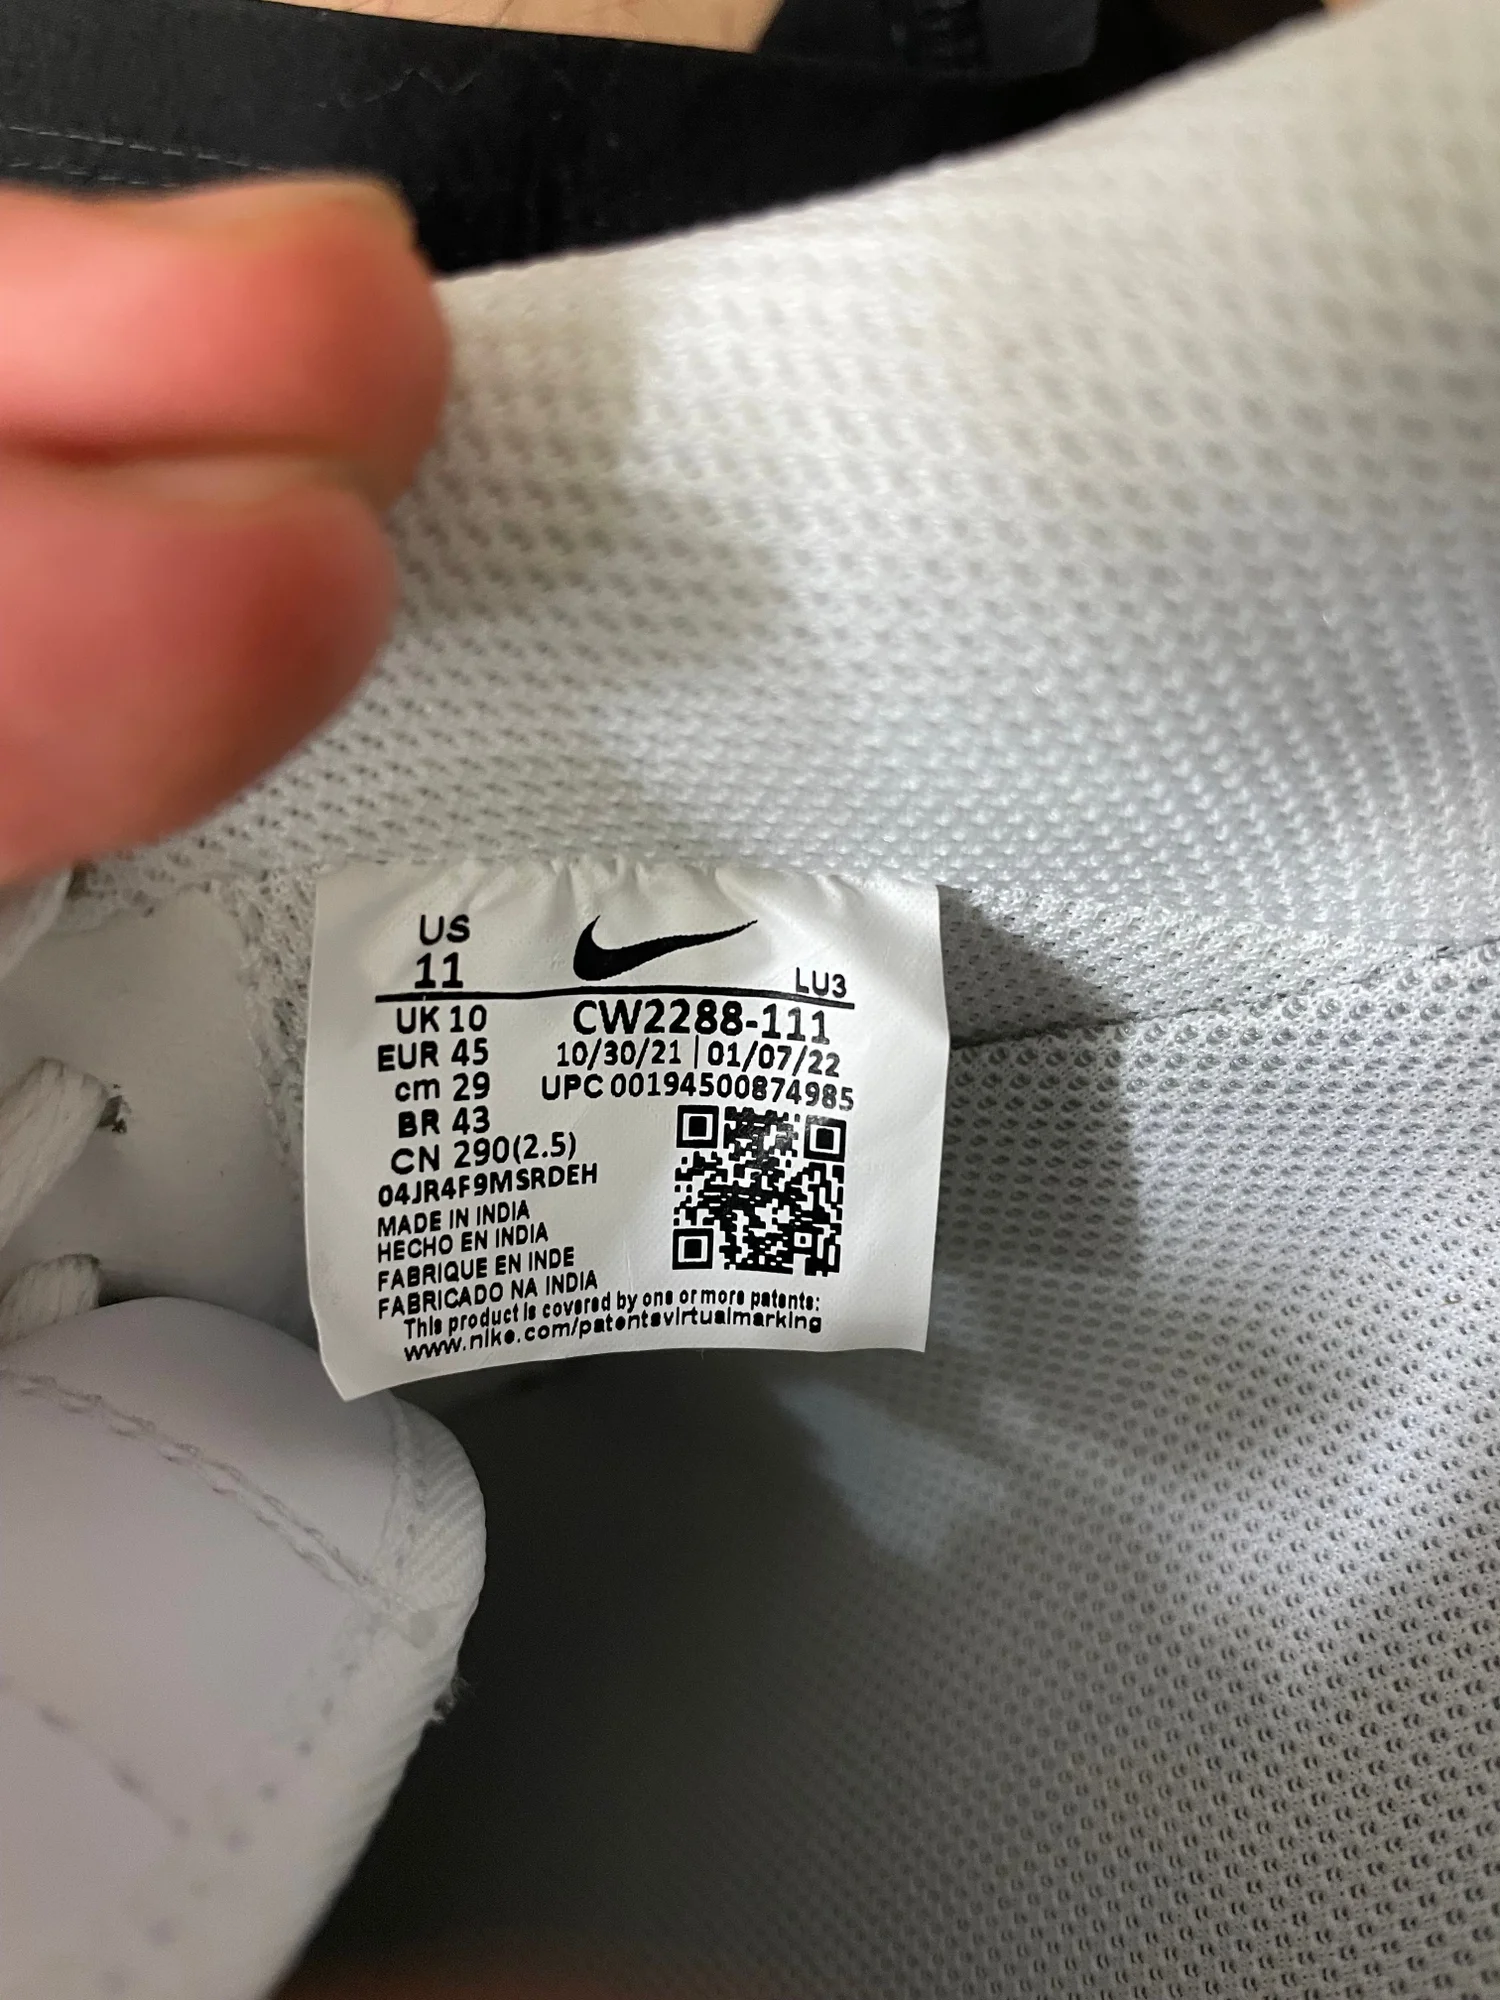 US
11
LU3
UK 10
CW2288-111
EUR 45
10/30/21 | 01/07/22
cm 29
UPC 00194500874985
BR 43
CN 290(2.5)
04JR4F9MSRDEH
MADE IN INDIA
HECHO EN INDIA
FABRIQUE EN INDE
FABRICADO NA INDIA
This product is covered by one or more patents:
www.nike.com/patentsvirtualmarking